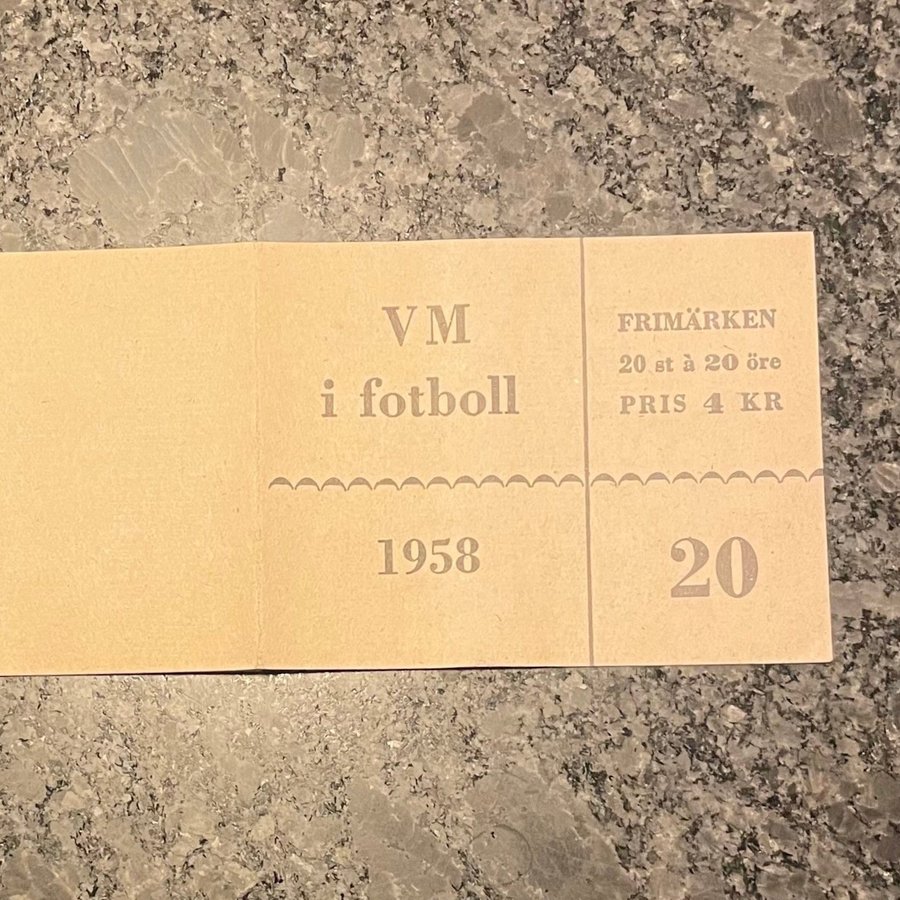 VM
i fotboll
1958
FRIMÄRKEN
20 st à 20 öre
PRIS 4 KR
20